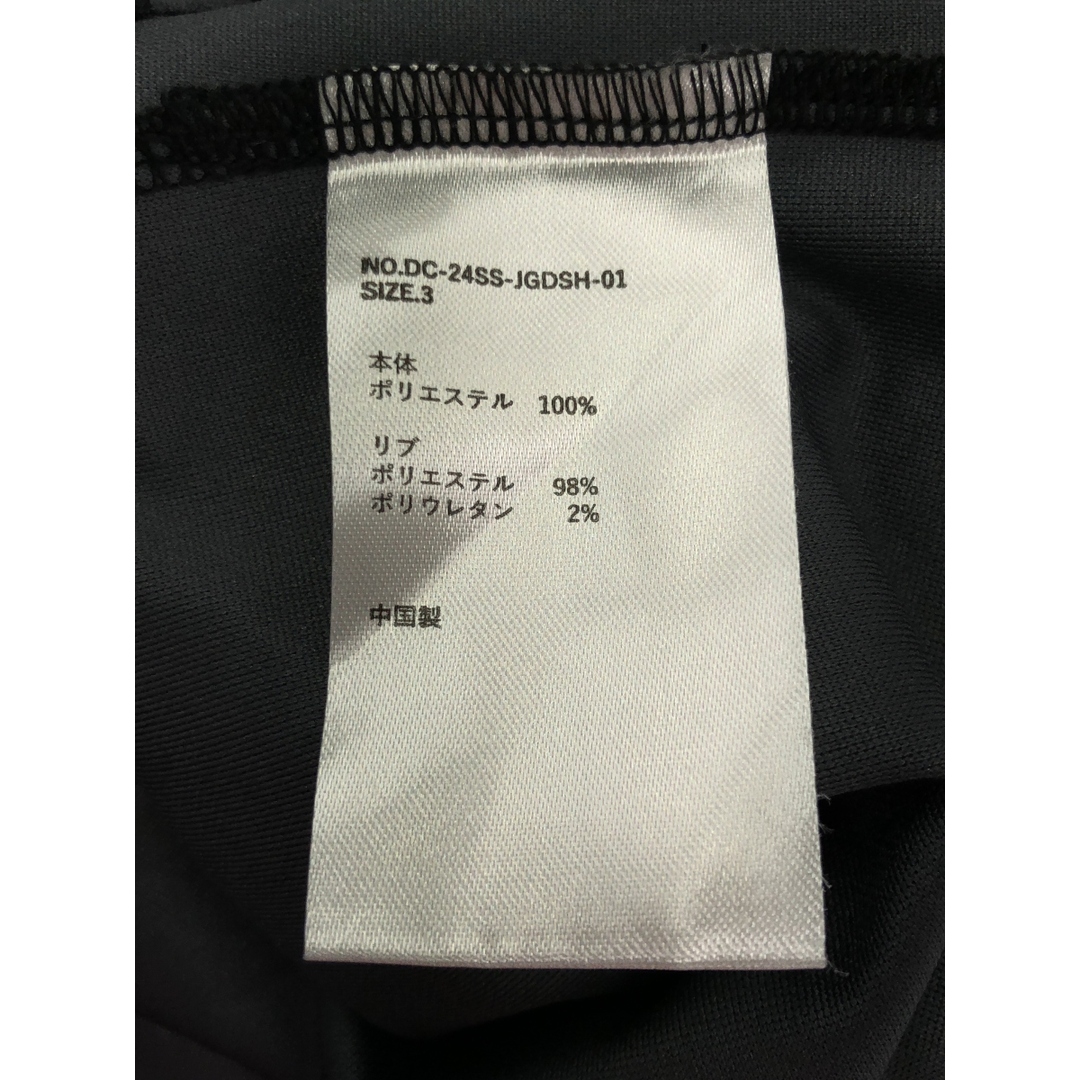 NO.DC-24SS-JGDSH-01
SIZE.3
本体
ポリエステル 100%
リブ
ポリエステル 98%
ポリウレタン 2%
中国製